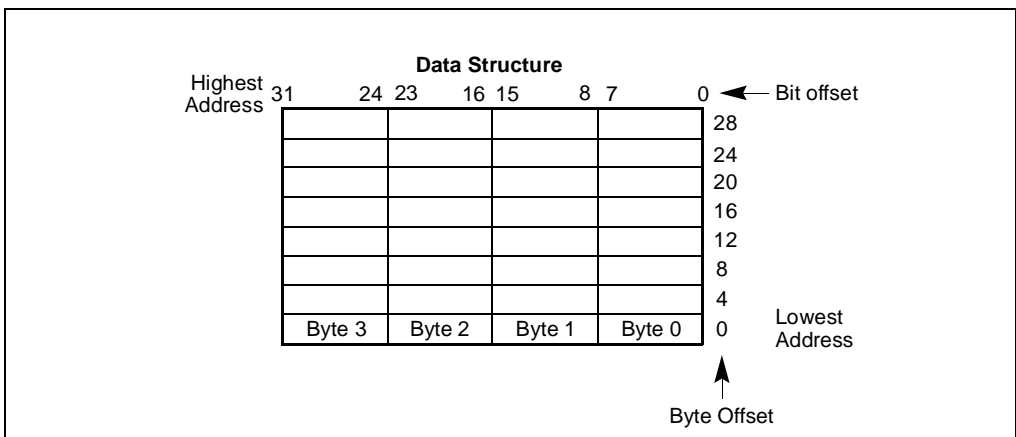 Data Structure
Highest
Address
31 24 23 16 15 8 7 0
Bit offset
28
24
20
16
12
8
4
Byte 3 Byte 2 Byte 1 Byte 0 0
Lowest
Address
Byte Offset